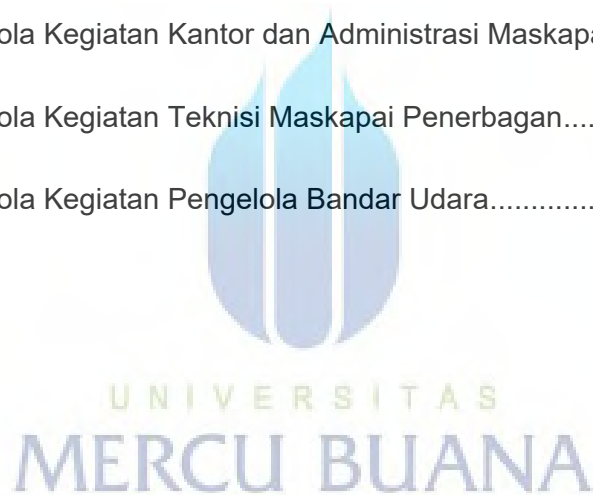 ola Kegiatan Kantor dan Administrasi Maskapa
ola Kegiatan Teknisi Maskapai Penerbagan....
ola Kegiatan Pengelola Bandar Udara.............
UNIVERSITAS
MERCU BUANA